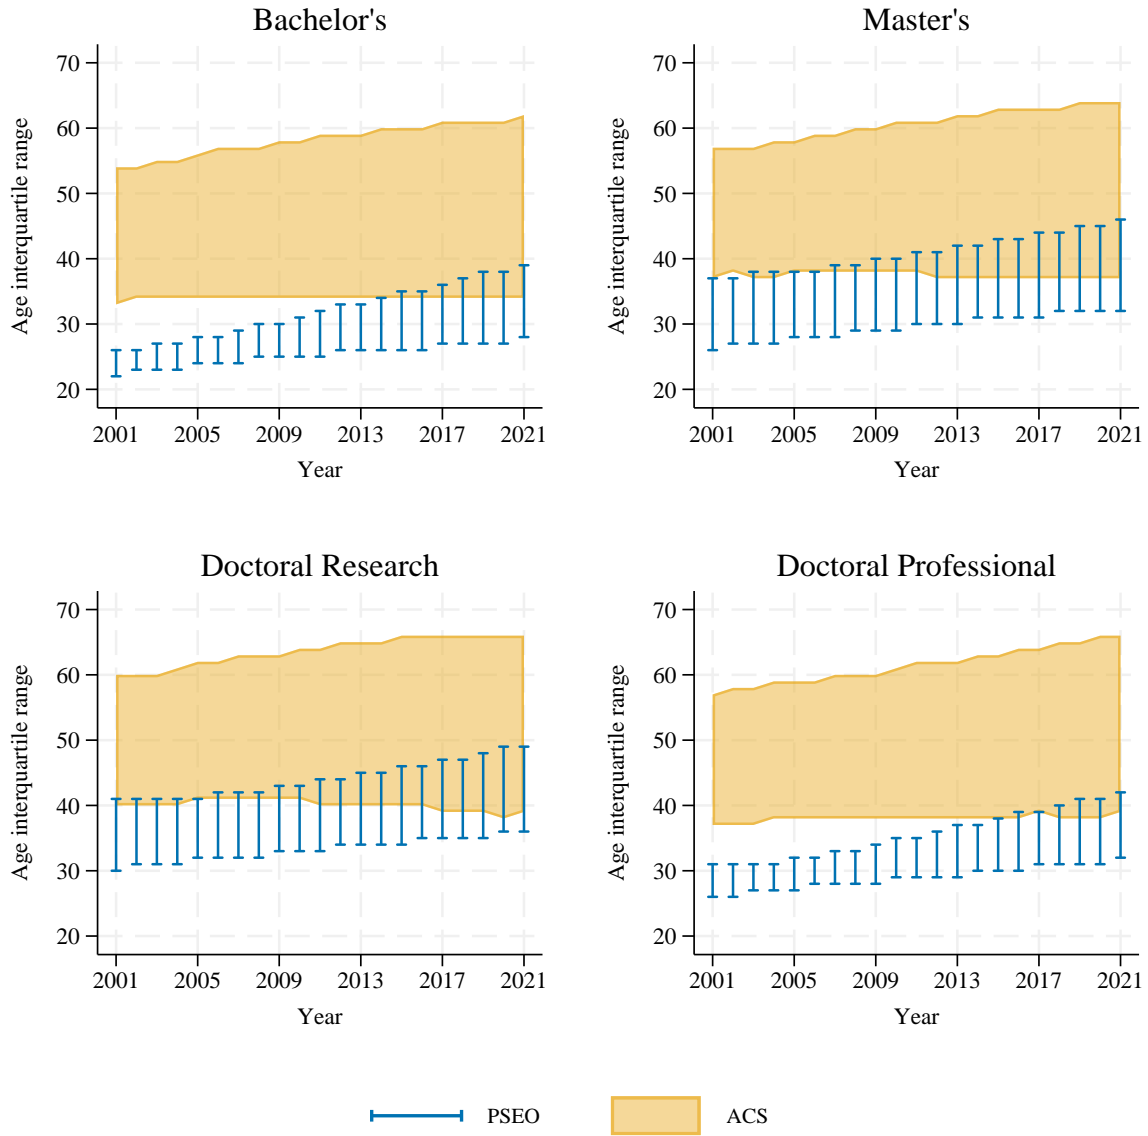 Bachelor's
Age interquartile range
70
60
50
40
30
20
2001 2005 2009 2013 2017 2021
Year
Master's
Age interquartile range
70
60
50
40
30
20
2001 2005 2009 2013 2017 2021
Year
Doctoral Research
Age interquartile range
70
60
50
40
30
20
2001 2005 2009 2013 2017 2021
Year
Doctoral Professional
Age interquartile range
70
60
50
40
30
20
2001 2005 2009 2013 2017 2021
Year
PSEO ACS